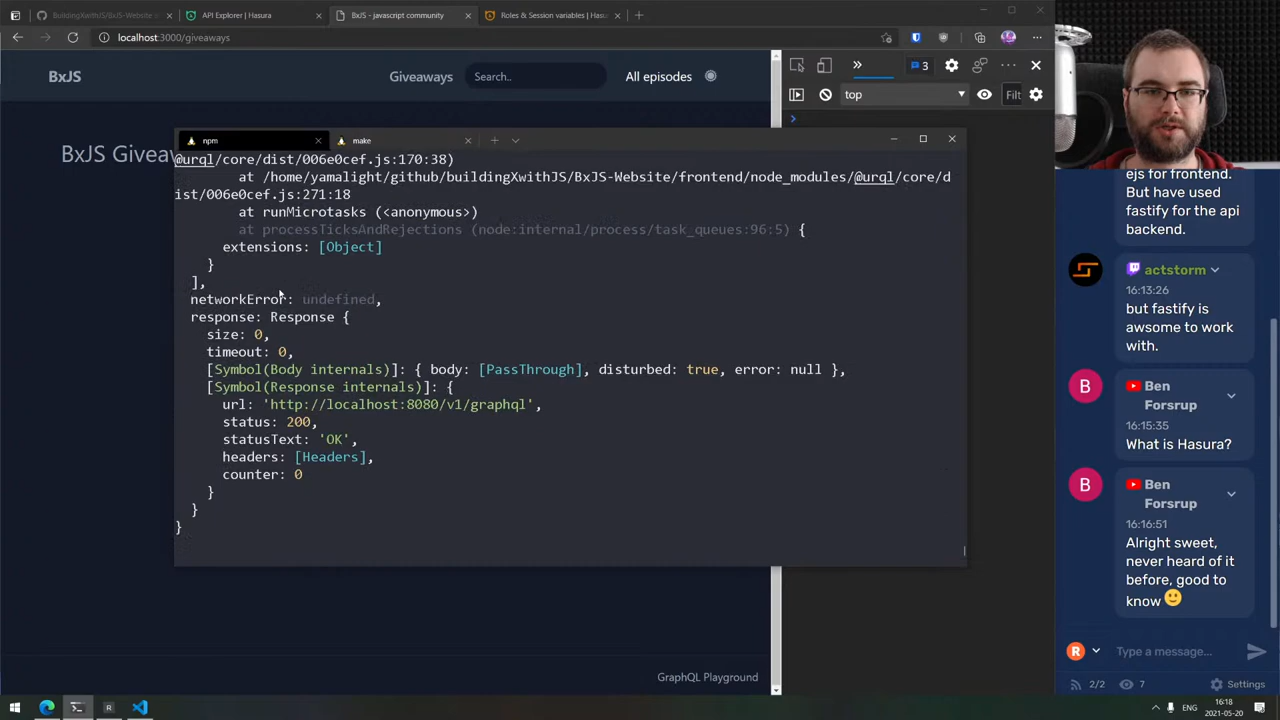 BuildingXwithJS/BxJS-Website
API Explorer | Hasura
BxJS - javascript community
Roles & Session variables | Hasu
localhost:3000/giveaways
BxJS
Giveaways
Search..
All episodes
3
top
Filt
BxJS Giveaw
npm
make
@urql/core/dist/006e0cef.js:170:38)
at /home/yamalight/github/buildingXwithJS/BxJS-Website/frontend/node_modules/@urql/core/d
ist/006e0cef.js:271:18
at runMicrotasks (<anonymous>)
at processTicksAndRejections (node:internal/process/task_queues:96:5) {
extensions: [Object]
}
],
networkError: undefined,
response: Response {
size: 0,
timeout: 0,
[Symbol(Body internals)]: { body: [PassThrough], disturbed: true, error: null },
[Symbol(Response internals)]: {
url: 'http://localhost:8080/v1/graphql',
status: 200,
statusText: 'OK',
headers: [Headers],
counter: 0
}
}
}
GraphQL Playground
ejs for frontend.
But have used
fastify for the api
backend.
actstorm
16:13:26
but fastify is
awsome to work
with.
B
Ben
Forsrup
16:15:35
What is Hasura?
B
Ben
Forsrup
16:16:51
Alright sweet,
never heard of it
before, good to
know
R
Type a message...
2/2
7
Settings
ENG
16:18
2021-05-20